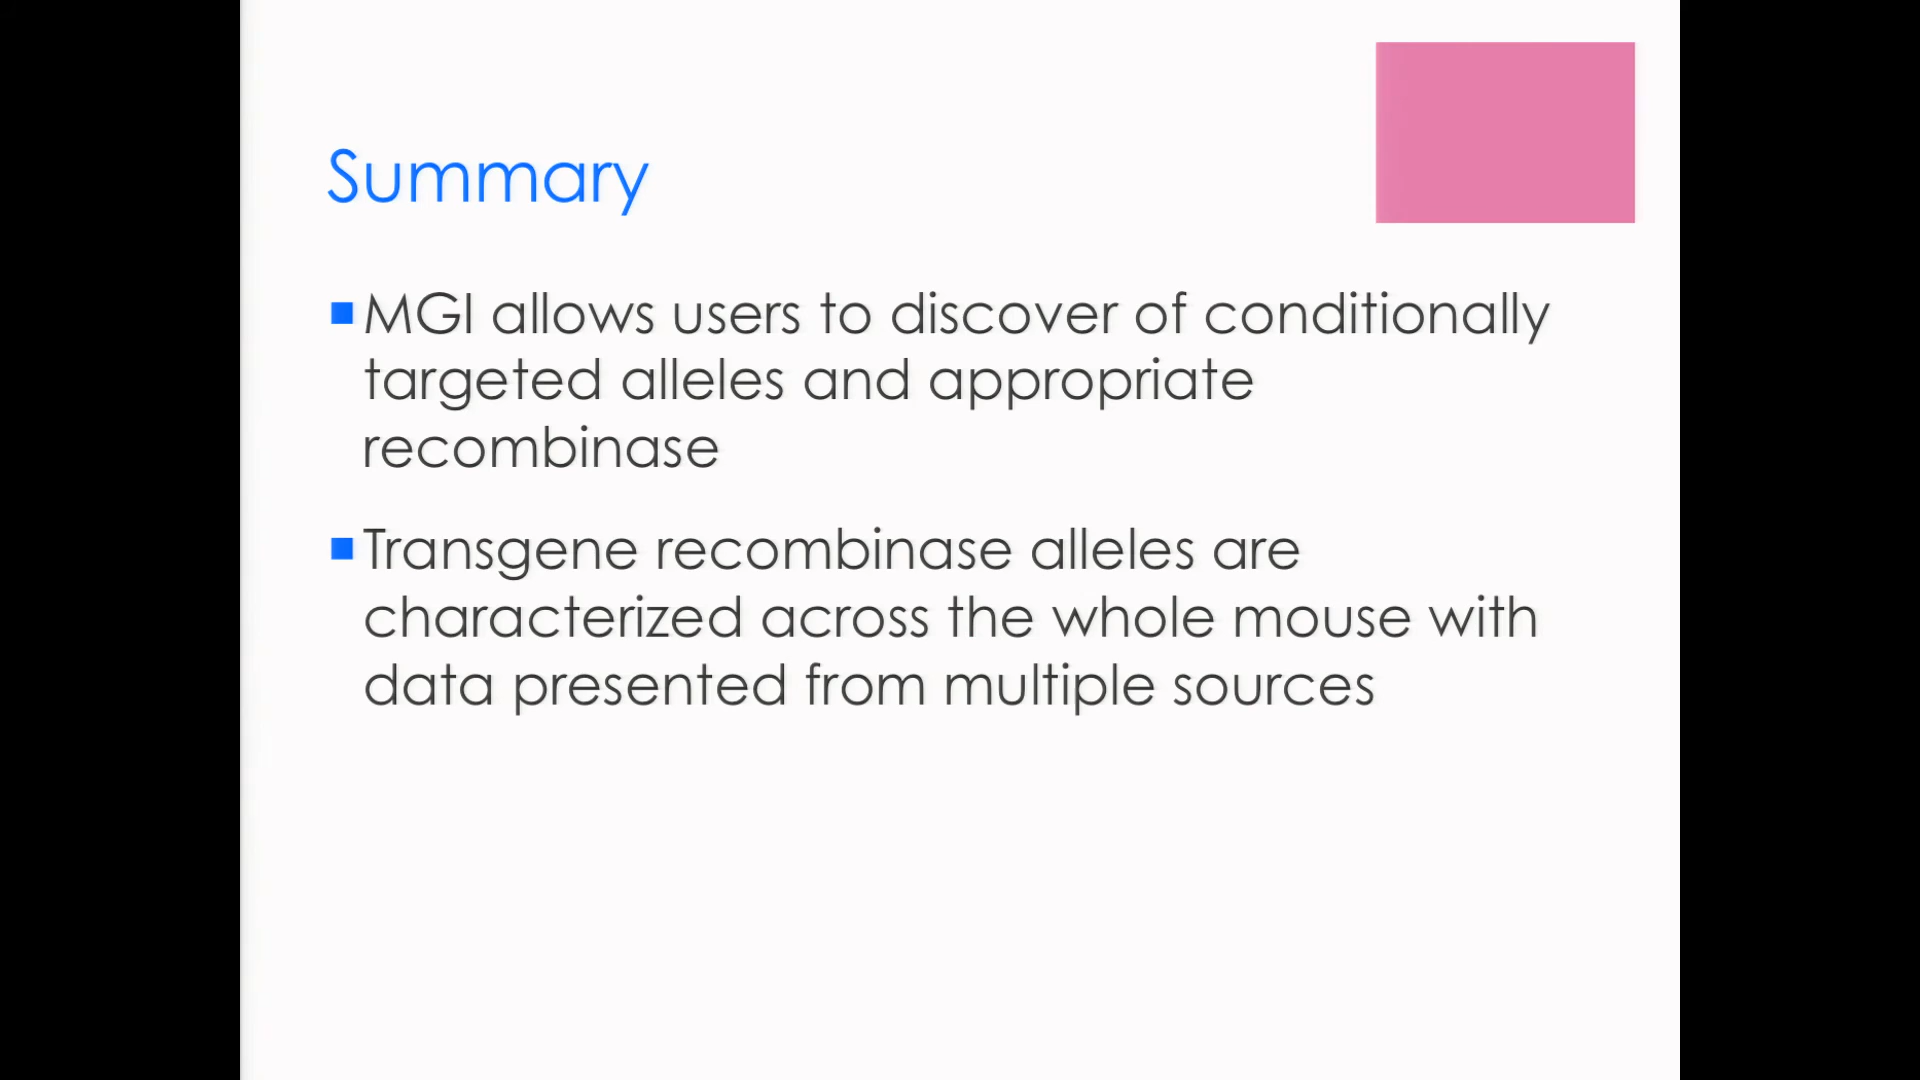 Summary
MGI allows users to discover of conditionally
targeted alleles and appropriate
recombinase
Transgene recombinase alleles are
characterized across the whole mouse with
data presented from multiple sources